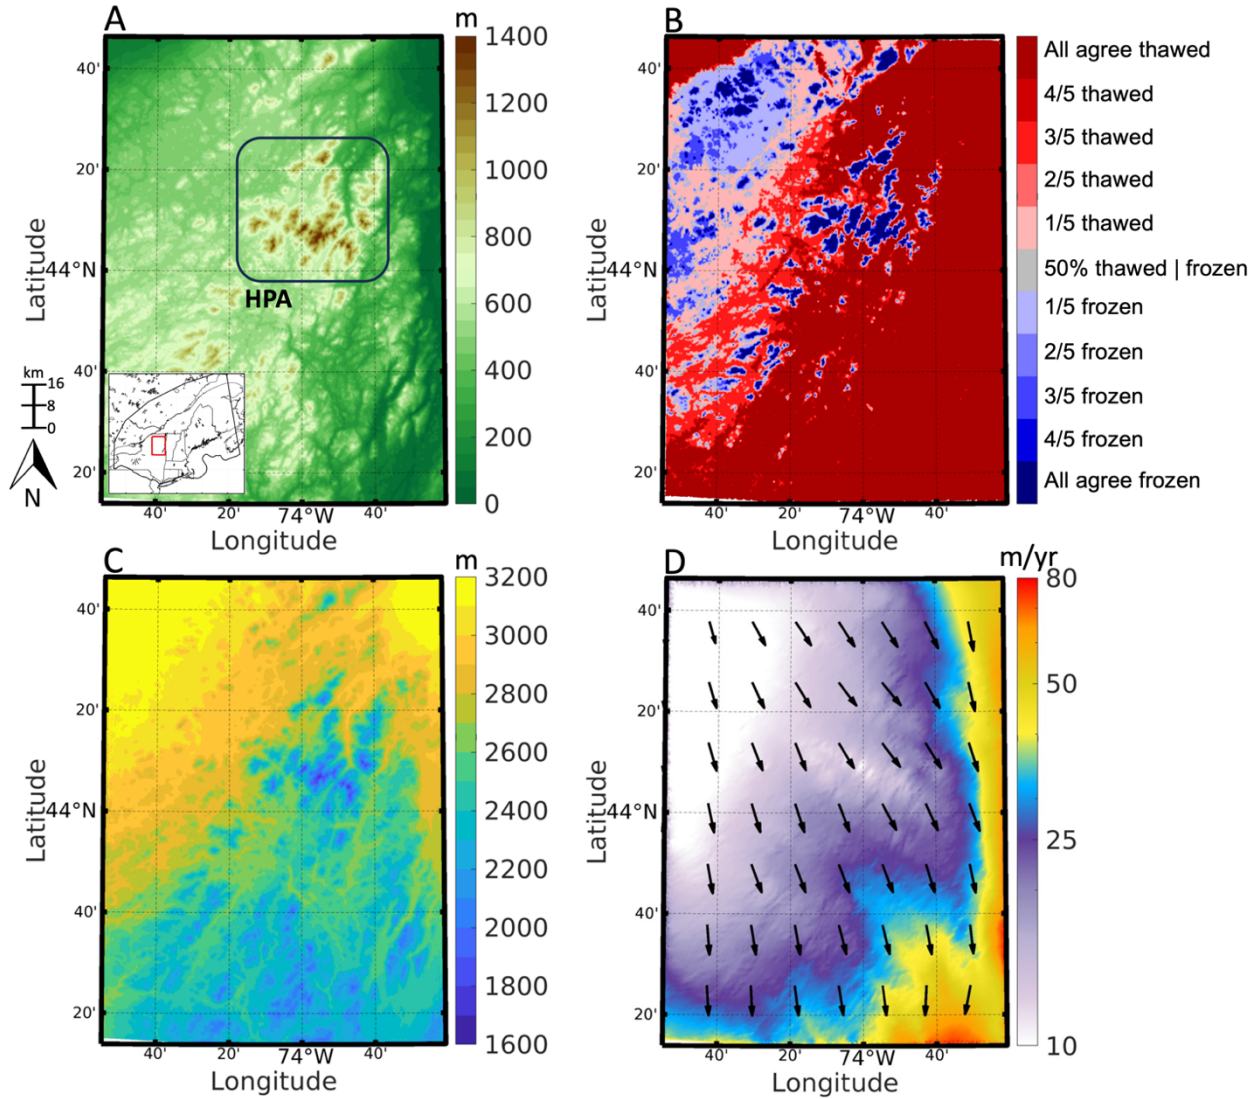 A
m
1400
1200
1000
800
600
400
200
0
40'
20'
44°N
40'
20'
Latitude
HPA
km
16
8
0
N
40'
20'
74°W
40'
Longitude
B
40'
20'
44°N
40'
20'
Latitude
All agree thawed
4/5 thawed
3/5 thawed
2/5 thawed
1/5 thawed
50% thawed | frozen
1/5 frozen
2/5 frozen
3/5 frozen
4/5 frozen
All agree frozen
40'
20'
74°W
40'
Longitude
C
m
3200
3000
2800
2600
2400
2200
2000
1800
1600
40'
20'
44°N
40'
20'
Latitude
40'
20'
74°W
40'
Longitude
D
m/yr
80
50
25
10
40'
20'
44°N
40'
20'
Latitude
40'
20'
74°W
40'
Longitude